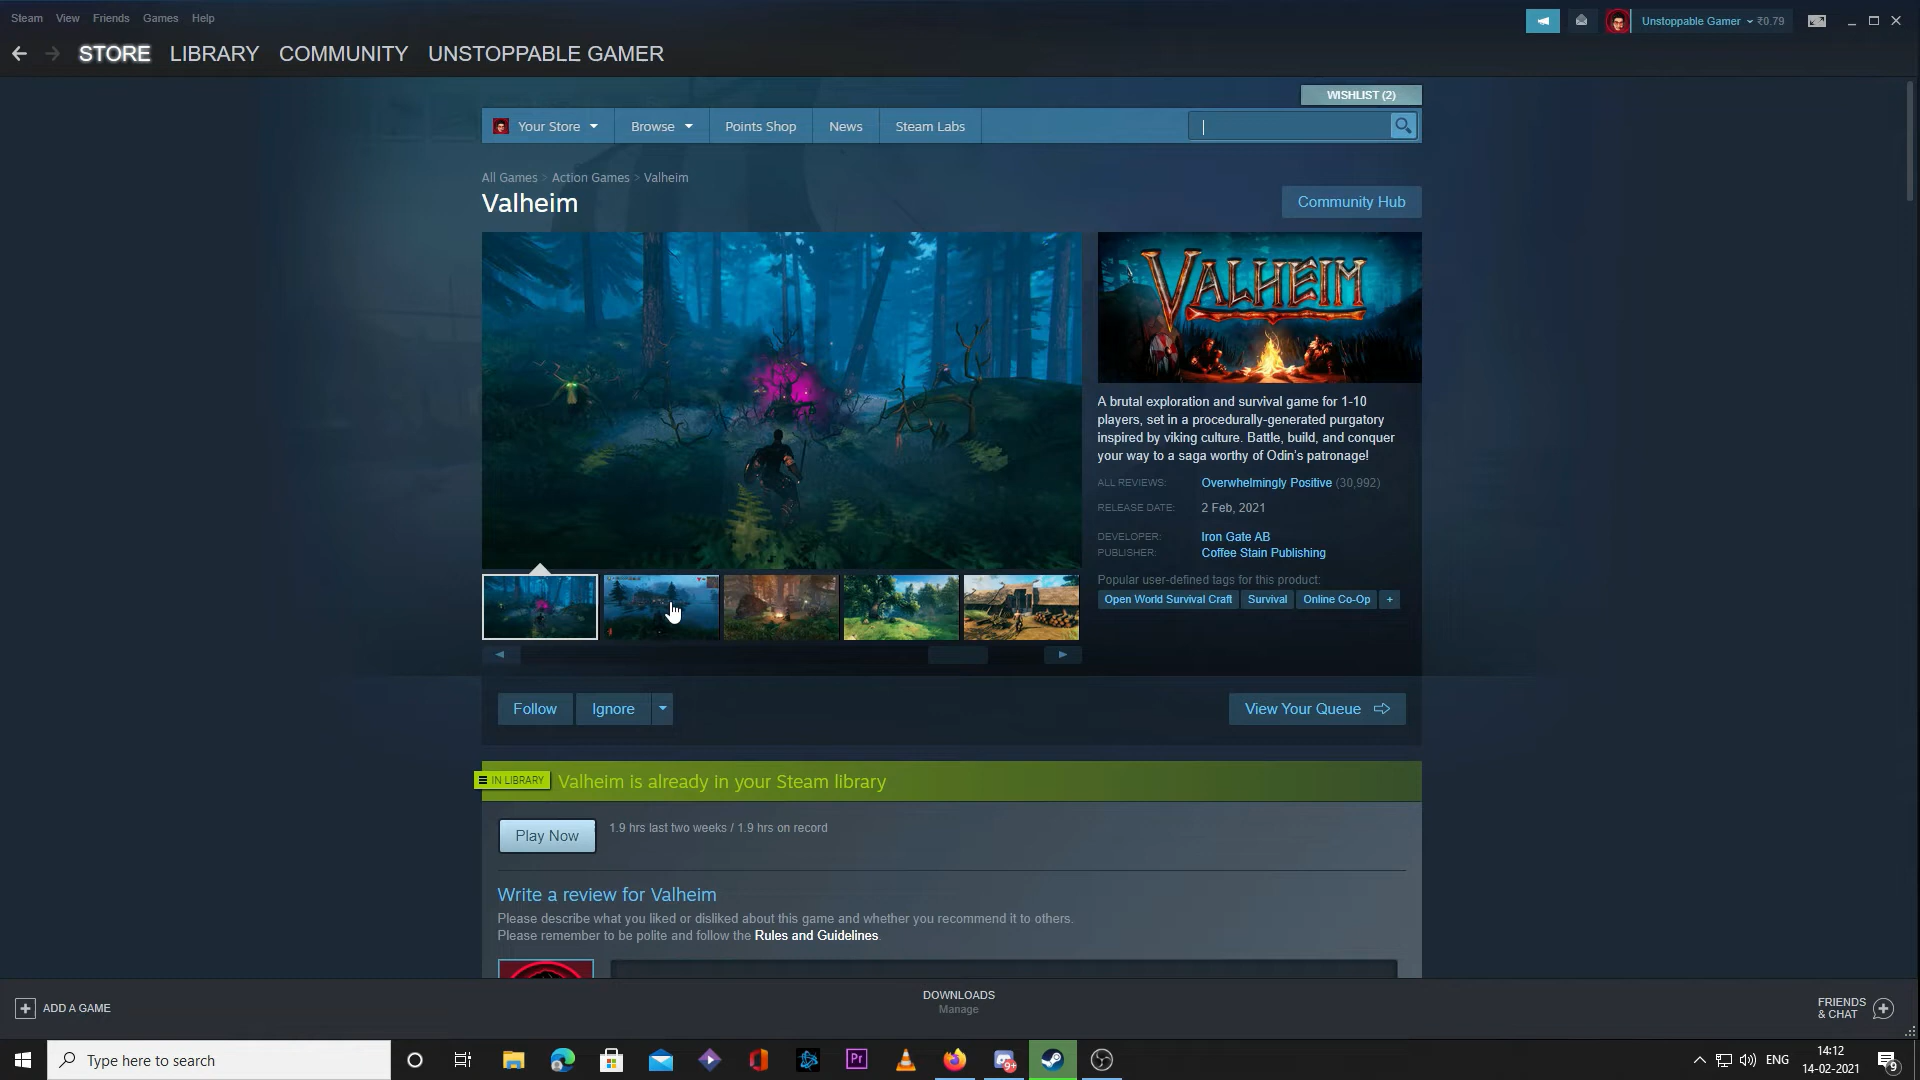 Steam View Friends Games Help
Unstoppable Gamer ₹0.79
STORE LIBRARY COMMUNITY UNSTOPPABLE GAMER
WISHLIST (2)
Your Store Browse Points Shop News Steam Labs
All Games > Action Games > Valheim
Valheim
Community Hub
VALHEIM
A brutal exploration and survival game for 1-10
players, set in a procedurally-generated purgatory
inspired by viking culture. Battle, build, and conquer
your way to a saga worthy of Odin's patronage!
ALL REVIEWS: Overwhelmingly Positive (30,992)
RELEASE DATE: 2 Feb, 2021
DEVELOPER: Iron Gate AB
PUBLISHER: Coffee Stain Publishing
Popular user-defined tags for this product:
Open World Survival Craft Survival Online Co-Op +
Follow Ignore View Your Queue
IN LIBRARY Valheim is already in your Steam library
Play Now 1.9 hrs last two weeks / 1.9 hrs on record
Write a review for Valheim
Please describe what you liked or disliked about this game and whether you recommend it to others.
Please remember to be polite and follow the Rules and Guidelines.
ADD A GAME
DOWNLOADS
Manage
FRIENDS
& CHAT
Type here to search
Pr
9+
ENG
14:12
14-02-2021
9